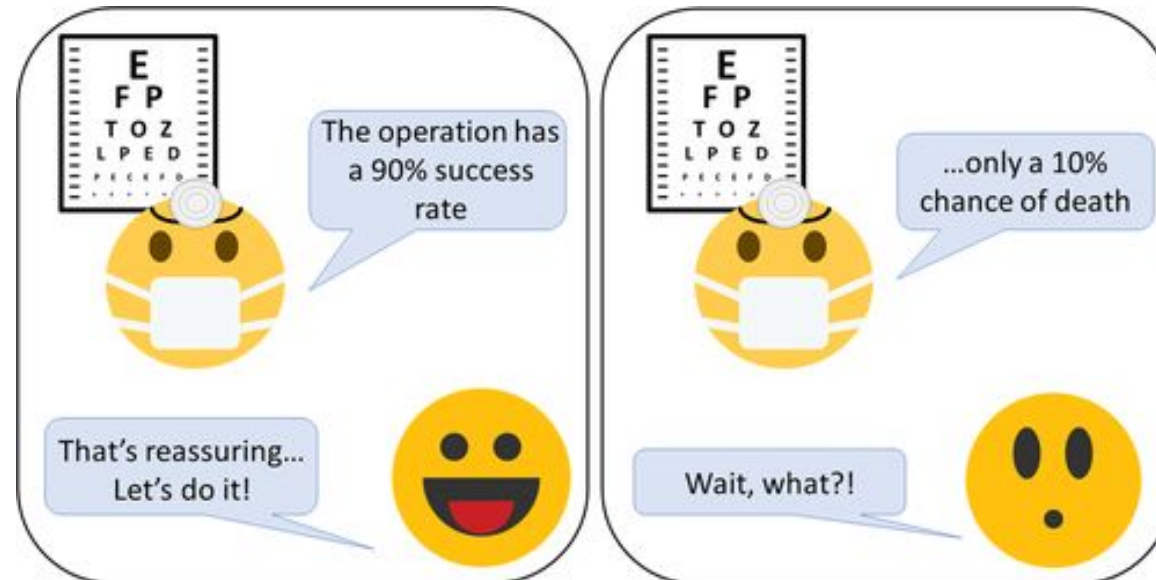 E
F P
T O Z
L P E D
P E C F D
The operation has
a 90% success
rate
That's reassuring...
Let's do it!
E
F P
T O Z
L P E D
P E C F D
...only a 10%
chance of death
Wait, what?!